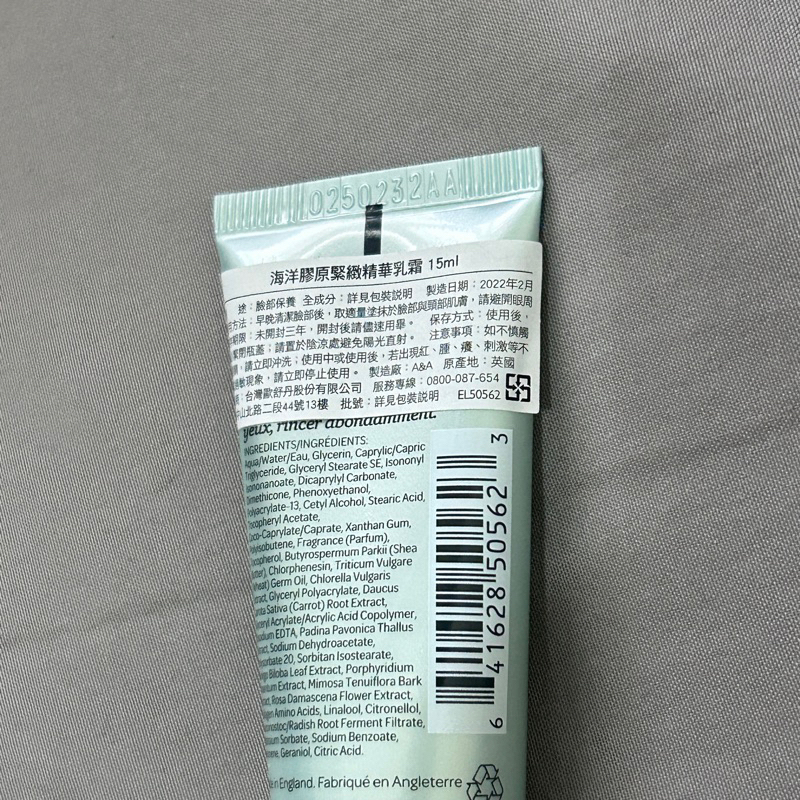 0250232AA
海洋膠原緊緻精華乳霜 15ml
途：臉部保養 全成分：詳見包裝説明 製造日期：2022年2月
方法：早晚清潔臉部後，取適量塗抹於臉部與頸部肌膚，請避開眼周
期限：未開封三年，開封後請儘速用畢。 保存方式：使用後，
緊閉瓶蓋；請置於陰涼處避免陽光直射。 注意事項：如不慎觸
，請立即沖洗；使用中或使用後，若出現紅、腫、癢、刺激等不
敏現象，請立即停止使用。 製造廠：A&A 原產地：英國
：台灣歐舒丹股份有限公司 服務專線：0800-087-654
山北路二段44號13樓 批號：詳見包裝説明 EL50562
yeux, rincer abondamment.
INGREDIENTS/INGRÉDIENTS:
Aqua/Water/Eau, Glycerin, Caprylic/Capric
Triglyceride, Glyceryl Stearate SE, Isononyl
Isononanoate, Dicaprylyl Carbonate,
Dimethicone, Phenoxyethanol,
Polyacrylate-13, Cetyl Alcohol, Stearic Acid,
Tocopheryl Acetate,
Coco-Caprylate/Caprate, Xanthan Gum,
Polyisobutene, Fragrance (Parfum),
Tocopherol, Butyrospermum Parkii (Shea
Butter), Chlorphenesin, Triticum Vulgare
(Wheat) Germ Oil, Chlorella Vulgaris
Extract, Glyceryl Polyacrylate, Daucus
Carota Sativa (Carrot) Root Extract,
Glyceryl Acrylate/Acrylic Acid Copolymer,
Disodium EDTA, Padina Pavonica Thallus
Extract, Sodium Dehydroacetate,
Polysorbate 20, Sorbitan Isostearate,
Biloba Leaf Extract, Porphyridium
Extract, Mimosa Tenuiflora Bark
Extract, Rosa Damascena Flower Extract,
Amino Acids, Linalool, Citronellol,
/Radish Root Ferment Filtrate,
Sorbate, Sodium Benzoate,
Geraniol, Citric Acid.
in England. Fabriqué en Angleterre
6 41628 50562 3